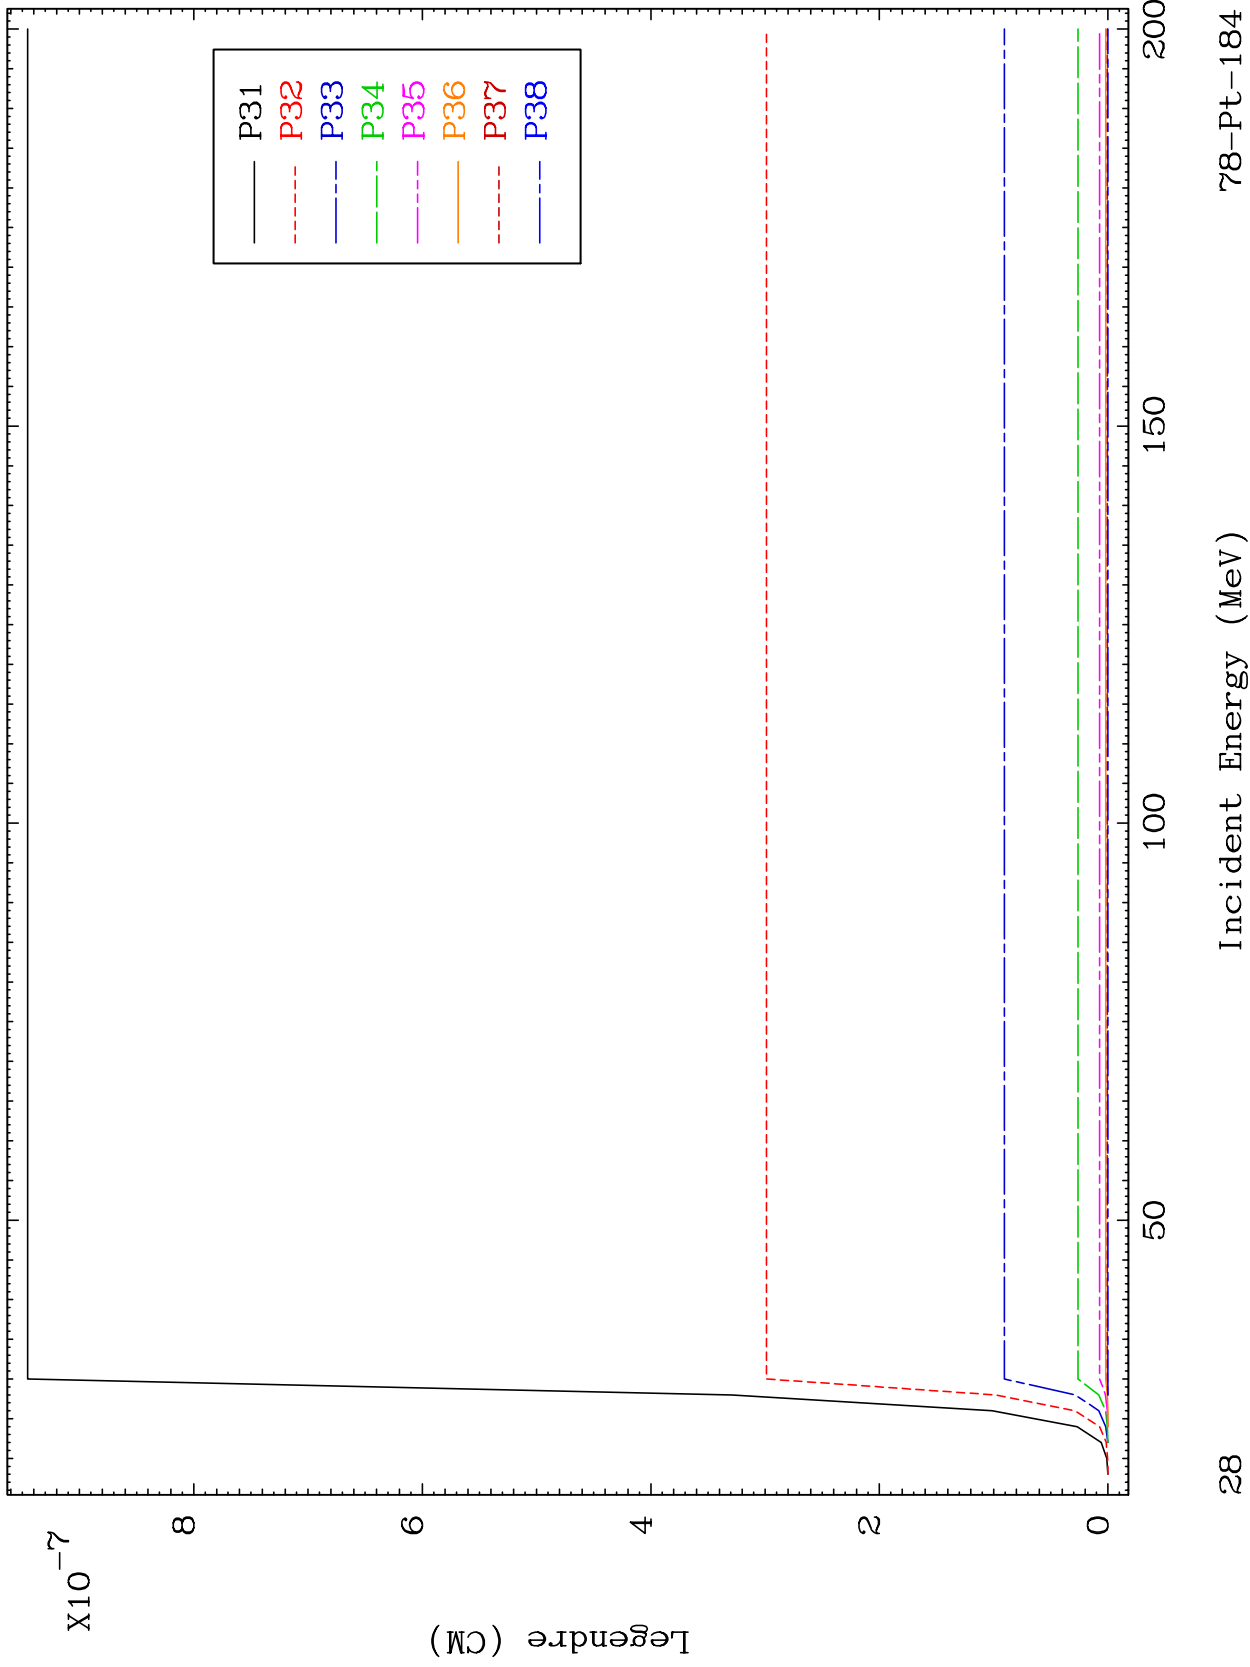 X10
-7
8
6
4
2
0
Legendre (CM)
P31
P32
P33
P34
P35
P36
P37
P38
50
100
150
200
Incident Energy (MeV)
28
78-Pt-184